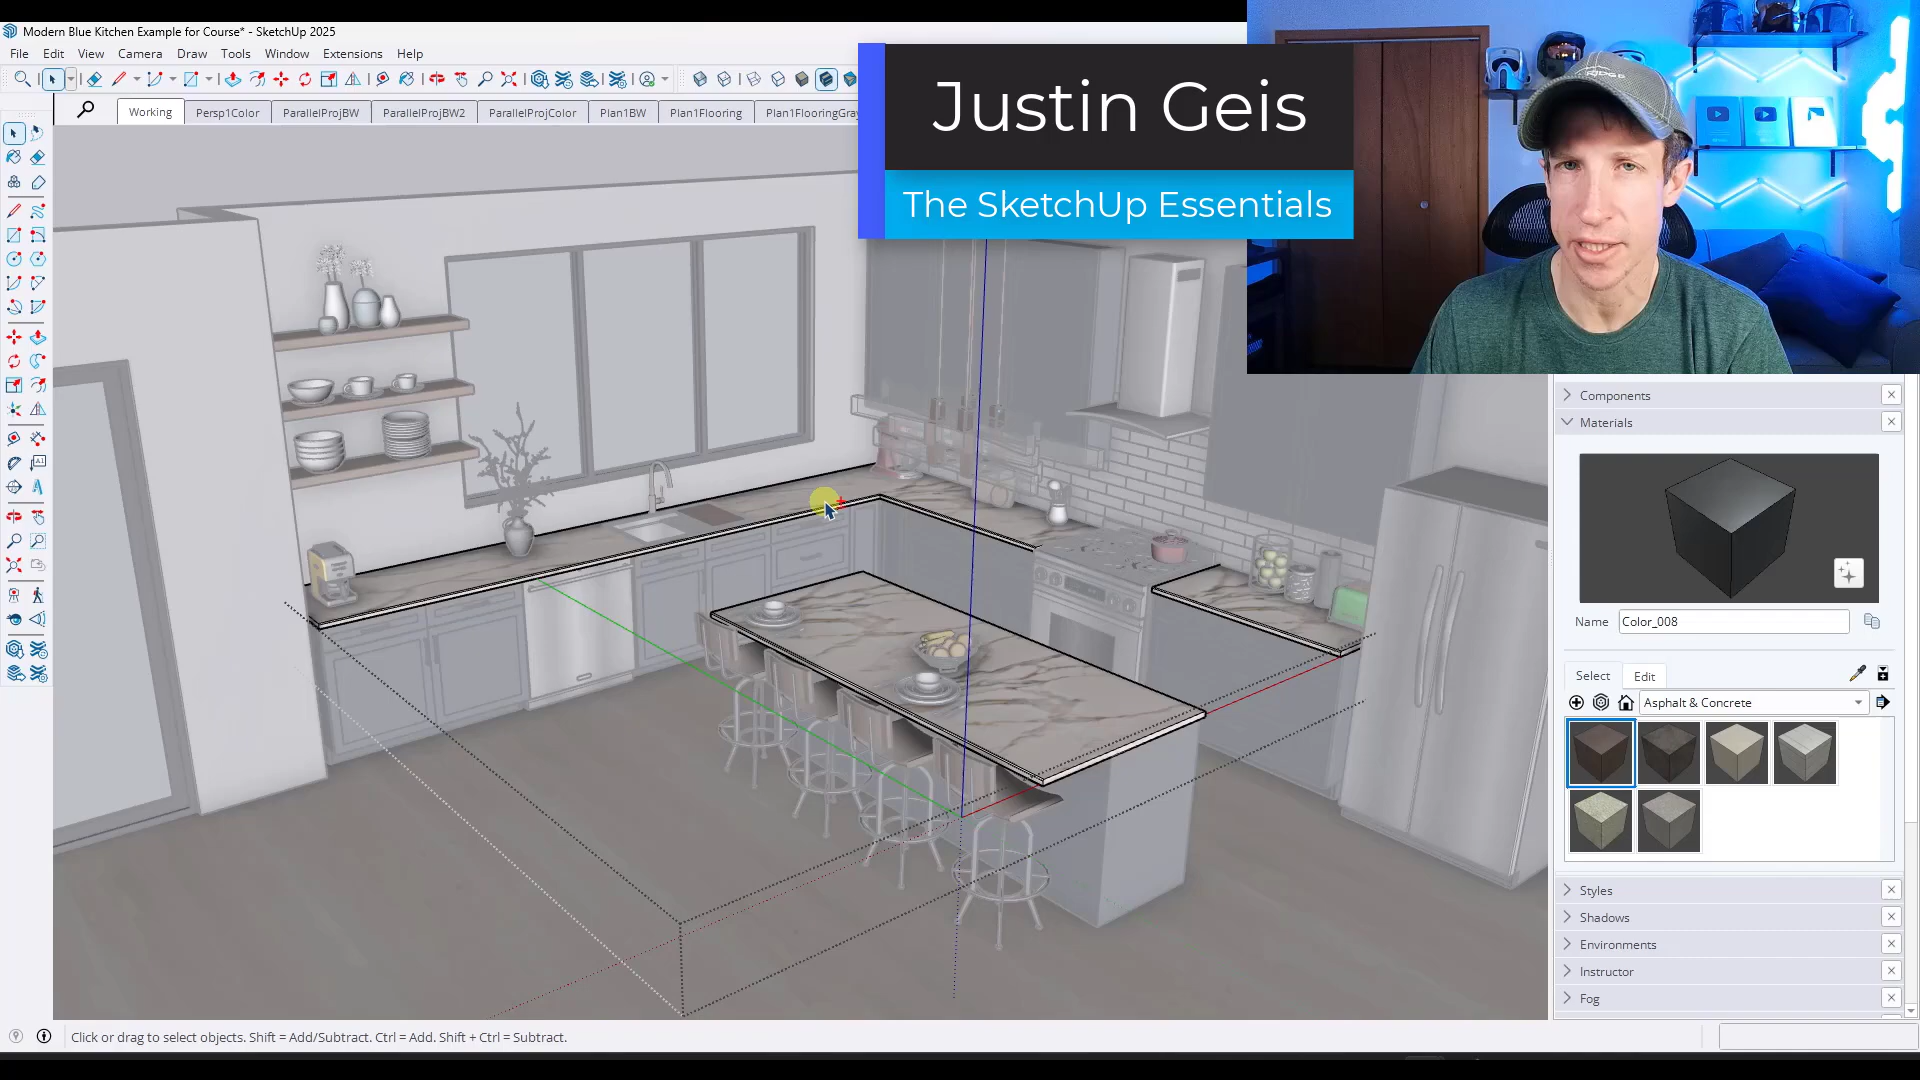 Modern Blue Kitchen Example for Course* - SketchUp 2025
File Edit View Camera Draw Tools Window Extensions Help
Working Persp1Color ParallelProjBW ParallelProjBW2 ParallelProjColor Plan1BW Plan1Flooring Plan1FlooringGray
Justin Geis
The SketchUp Essentials
Components
Materials
Name Color_008
Select Edit
Asphalt & Concrete
Styles
Shadows
Environments
Instructor
Fog
Click or drag to select objects. Shift = Add/Subtract. Ctrl = Add. Shift + Ctrl = Subtract.